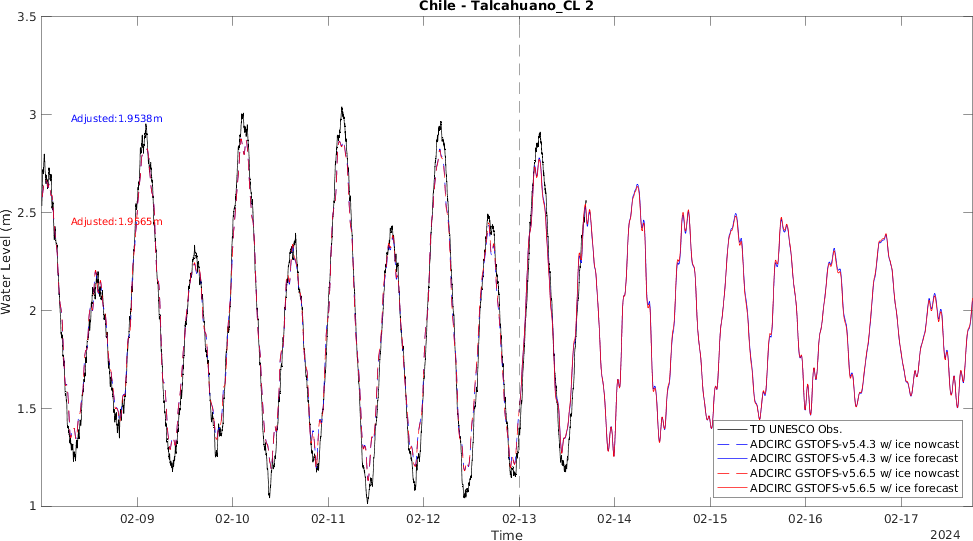 Chile - Talcahuano_CL 2
3.5
3
2.5
2
1.5
1
Water Level (m)
Adjusted:1.9538m
Adjusted:1.9565m
TD UNESCO Obs.
ADCIRC GSTOFS-v5.4.3 w/ ice nowcast
ADCIRC GSTOFS-v5.4.3 w/ ice forecast
ADCIRC GSTOFS-v5.6.5 w/ ice nowcast
ADCIRC GSTOFS-v5.6.5 w/ ice forecast
02-09 02-10 02-11 02-12 02-13 02-14 02-15 02-16 02-17
Time
2024